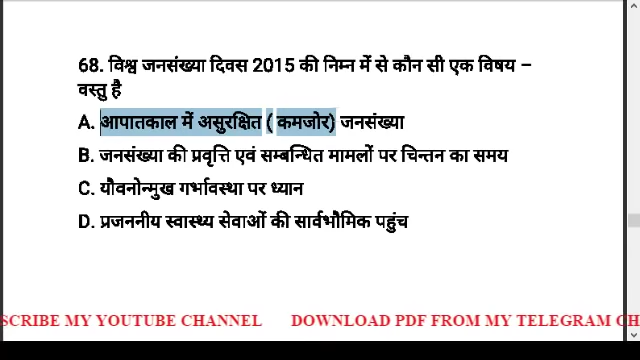 68. विश्व जनसंख्या दिवस 2015 की निम्न में से कौन सी एक विषय –
वस्तु है
A. आपातकाल में असुरक्षित ( कमजोर) जनसंख्या
B. जनसंख्या की प्रवृत्ति एवं सम्बन्धित मामलों पर चिन्तन का समय
C. यौवनोन्मुख गर्भावस्था पर ध्यान
D. प्रजननीय स्वास्थ्य सेवाओं की सार्वभौमिक पहुंच
SCRIBE MY YOUTUBE CHANNEL DOWNLOAD PDF FROM MY TELEGRAM CH